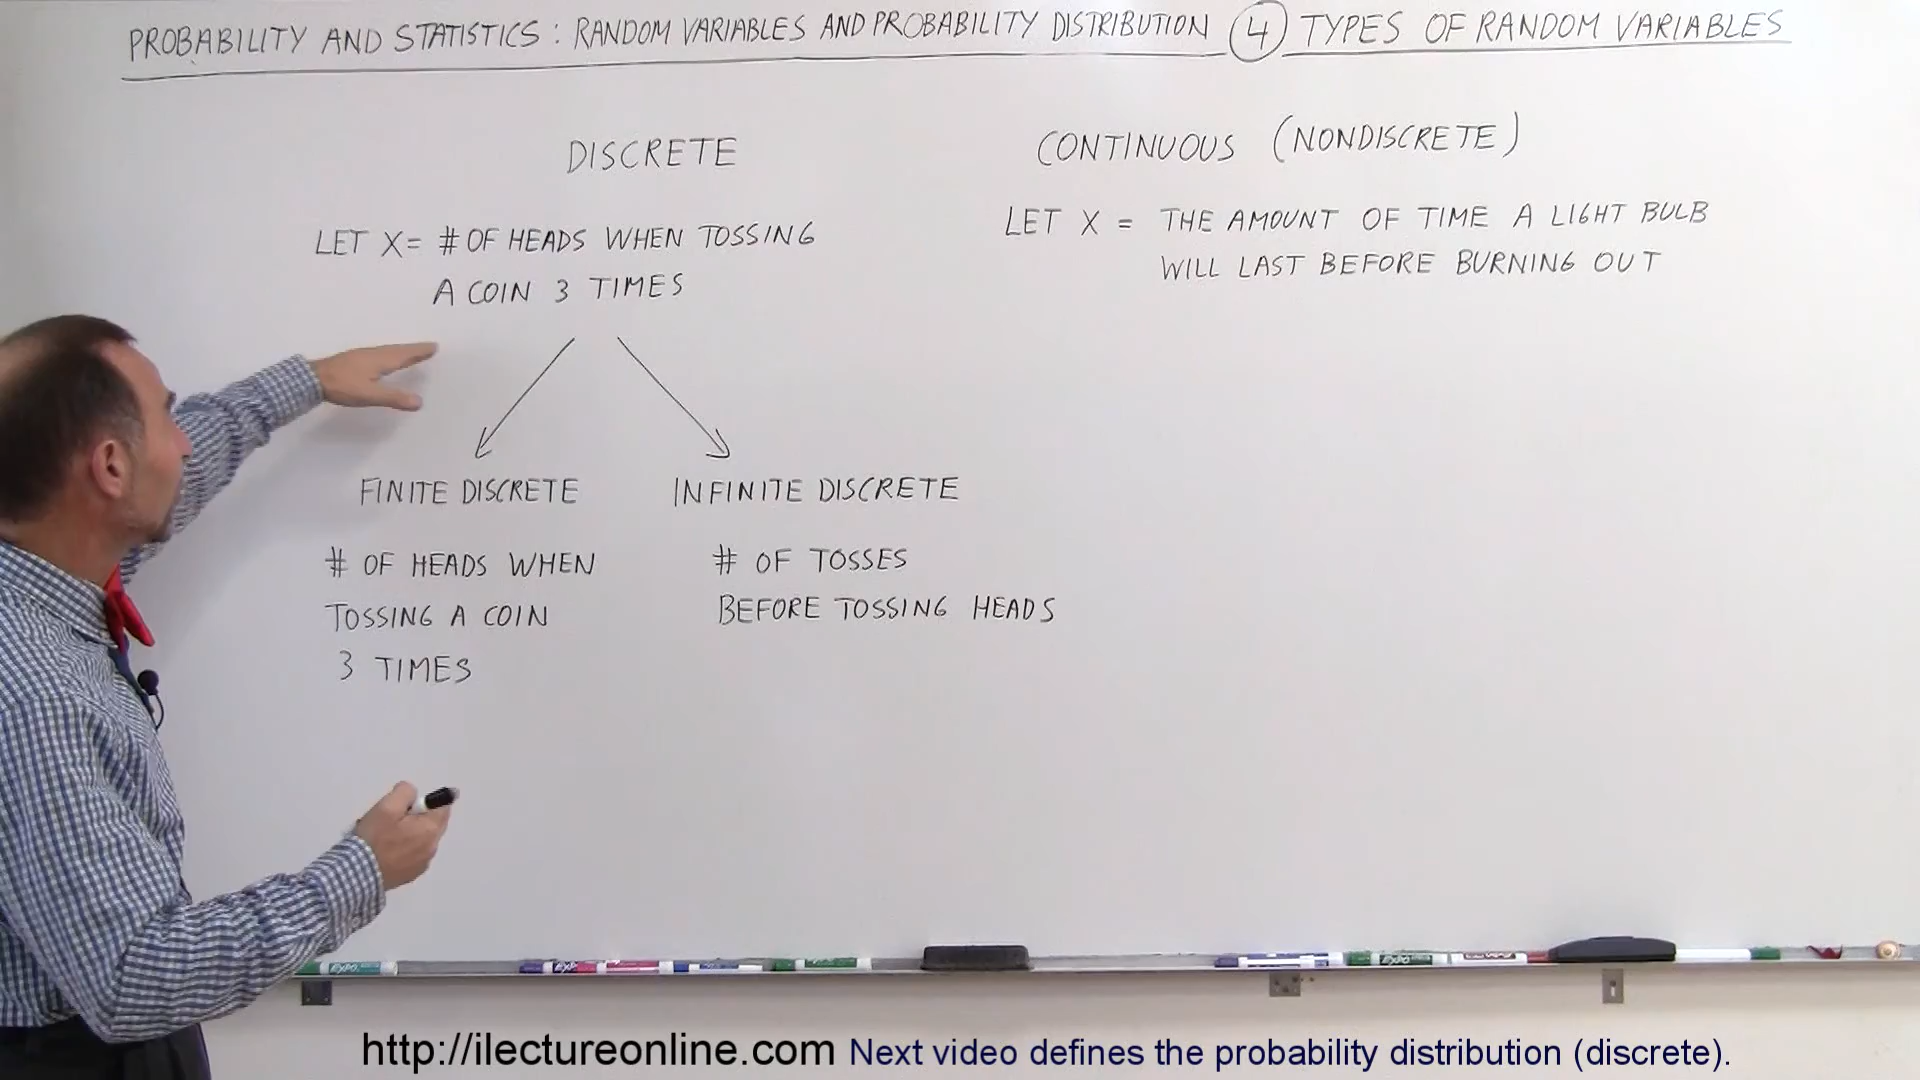 PROBABILITY AND STATISTICS: RANDOM VARIABLES AND PROBABILITY DISTRIBUTION 4 TYPES OF RANDOM VARIABLES
DISCRETE
LET X = # OF HEADS WHEN TOSSING
A COIN 3 TIMES
FINITE DISCRETE
# OF HEADS WHEN
TOSSING A COIN
3 TIMES
INFINITE DISCRETE
# OF TOSSES
BEFORE TOSSING HEADS
CONTINUOUS (NONDISCRETE)
LET X = THE AMOUNT OF TIME A LIGHT BULB
WILL LAST BEFORE BURNING OUT
EXPO
http://ilectureonline.com Next video defines the probability distribution (discrete).